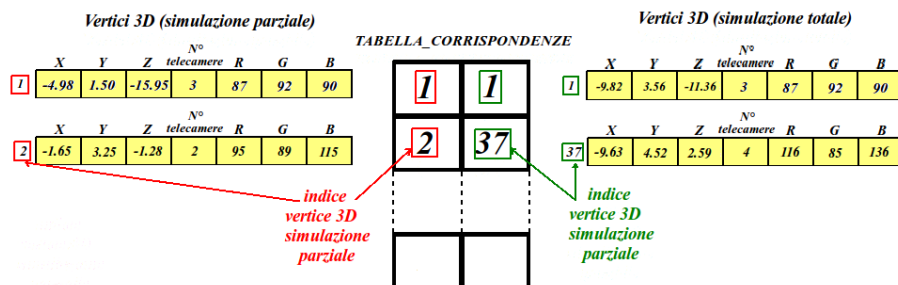 Vertici 3D (simulazione parziale)
X Y Z N° telecamere R G B
1 -4.98 1.50 -15.95 3 87 92 90
X Y Z N° telecamere R G B
2 -1.65 3.25 -1.28 2 95 89 115
indice
vertice 3D
simulazione
parziale
TABELLA_CORRISPONDENZE
1 1
2 37
Vertici 3D (simulazione totale)
X Y Z N° telecamere R G B
1 -9.82 3.56 -11.36 3 87 92 90
X Y Z N° telecamere R G B
37 -9.63 4.52 2.59 4 116 85 136
indice
vertice 3D
simulazione
parziale